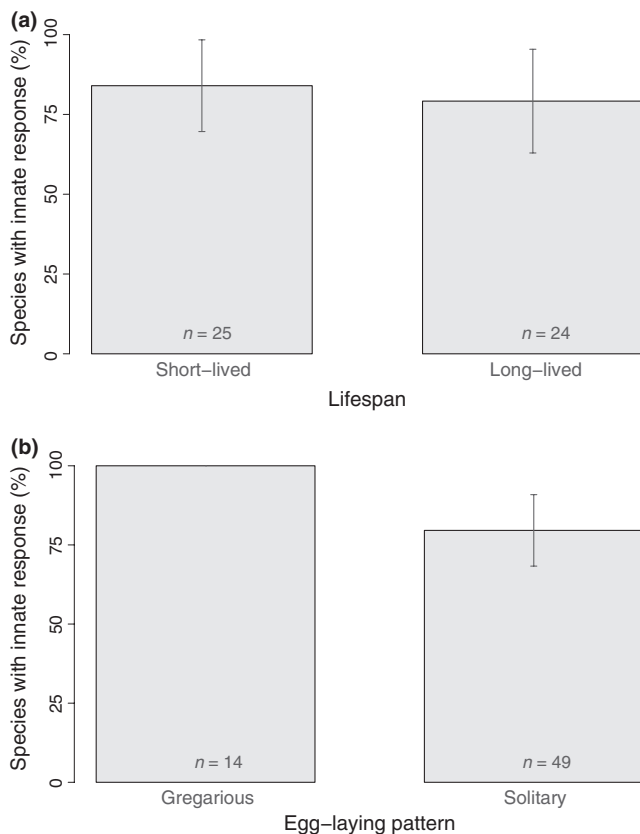 (a)
Species with innate response (%)
100
75
50
25
0
n = 25
n = 24
Short–lived
Long–lived
Lifespan
(b)
Species with innate response (%)
100
75
50
25
0
n = 14
n = 49
Gregarious
Solitary
Egg–laying pattern